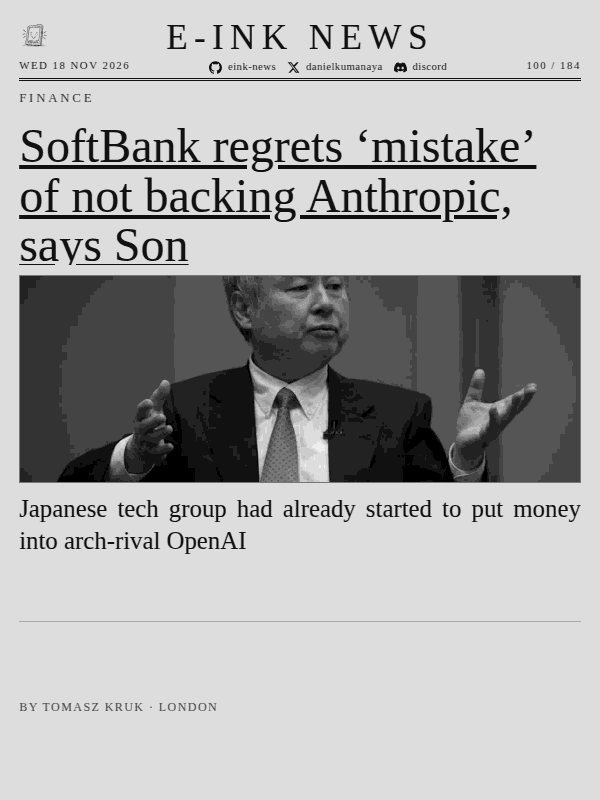 E-INK NEWS
WED 18 NOV 2026
eink-news danielkumanaya discord
100 / 184
FINANCE
SoftBank regrets ‘mistake’
of not backing Anthropic,
says Son
Japanese tech group had already started to put money
into arch-rival OpenAI
BY TOMASZ KRUK · LONDON